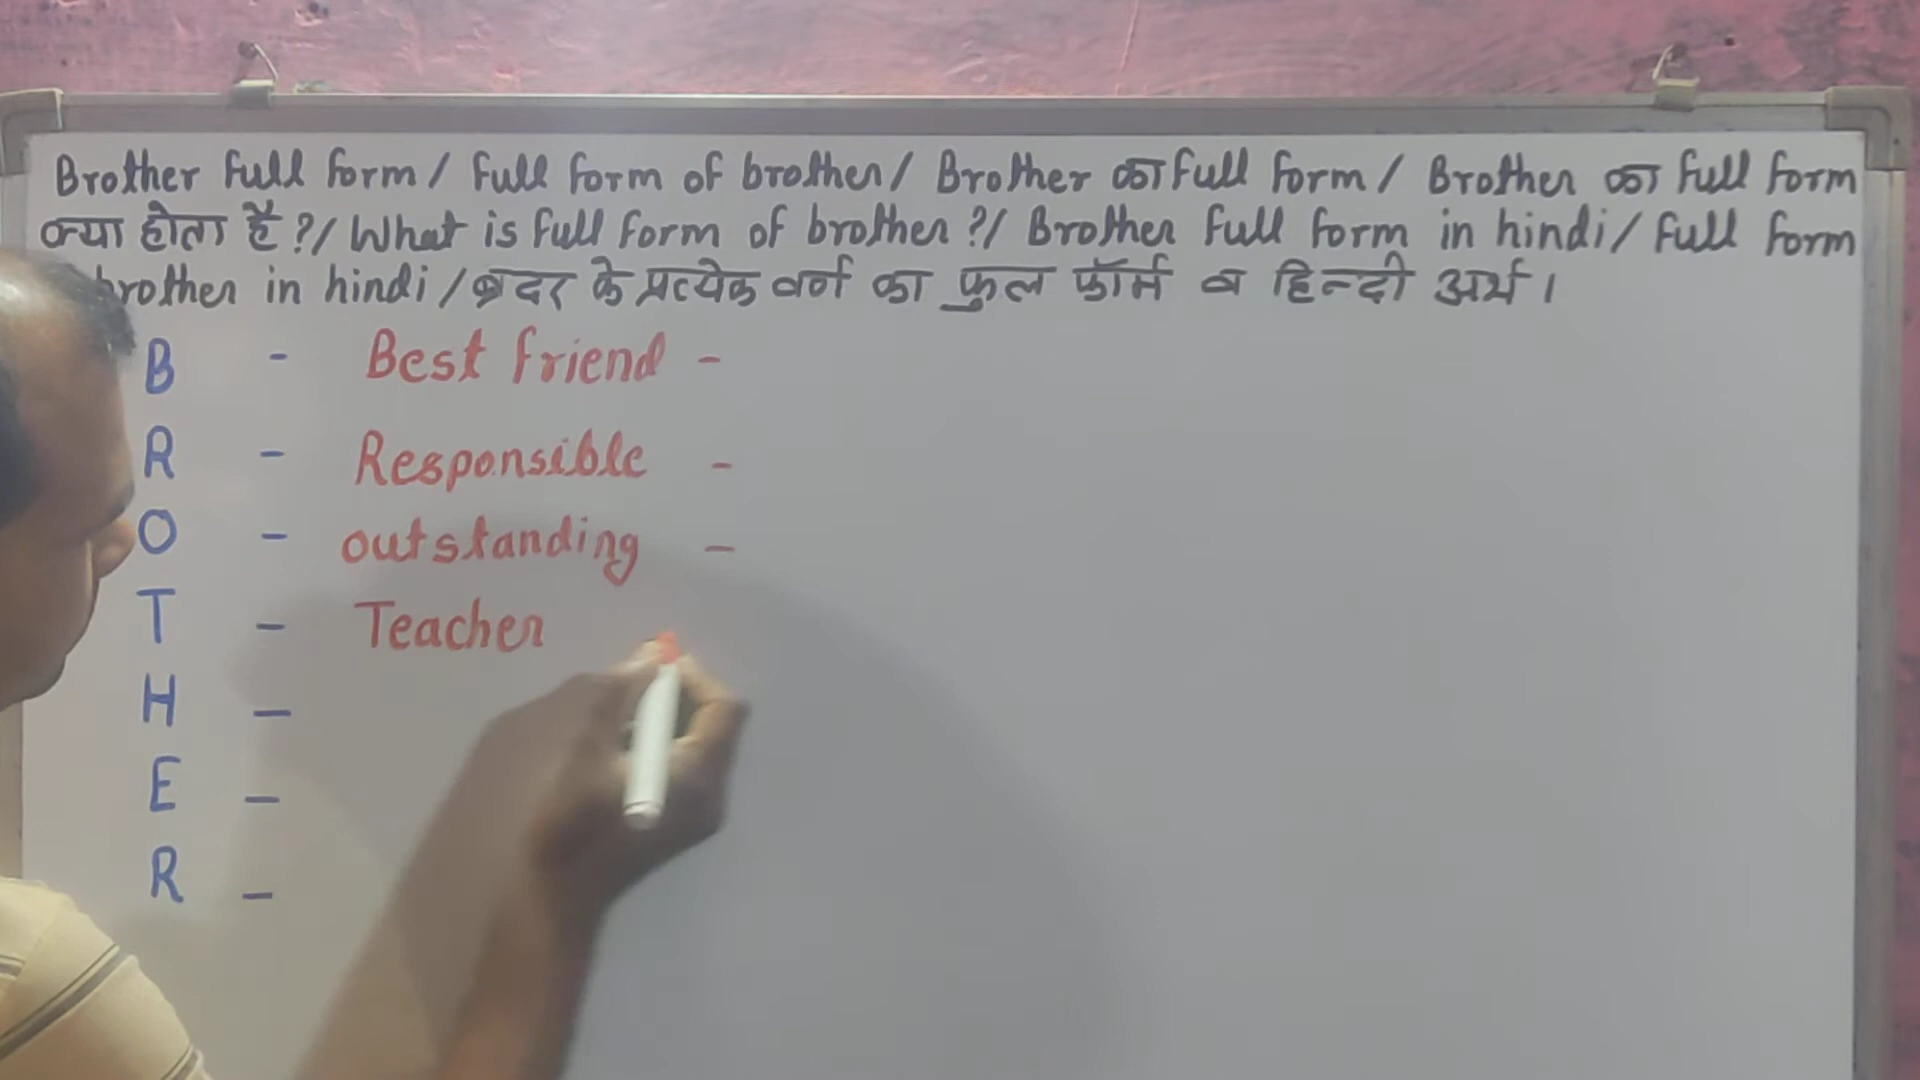 Brother full form / full form of brother / Brother का full form / Brother का full form
क्या होता है ? / What is full form of brother ? / Brother full form in hindi / full form
brother in hindi / ब्रदर के प्रत्येक वर्ण का फुल फॉर्म व हिन्दी अर्थ ।
B - Best friend -
R - Responsible -
O - outstanding -
T - Teacher
H -
E -
R -